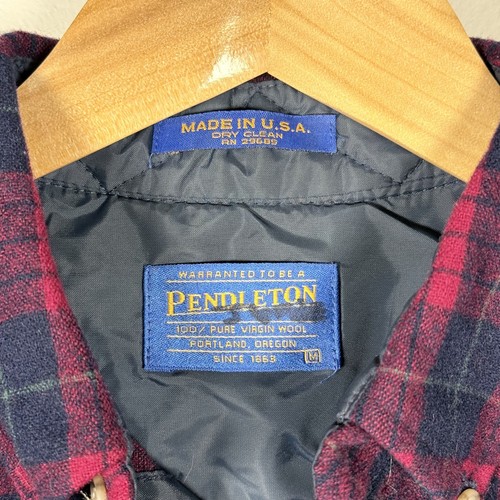 MADE IN U.S.A.
DRY CLEAN
RN 29685
WARRANTED TO BE A
PENDLETON
100% PURE VIRGIN WOOL
PORTLAND, OREGON
SINCE 1863
M